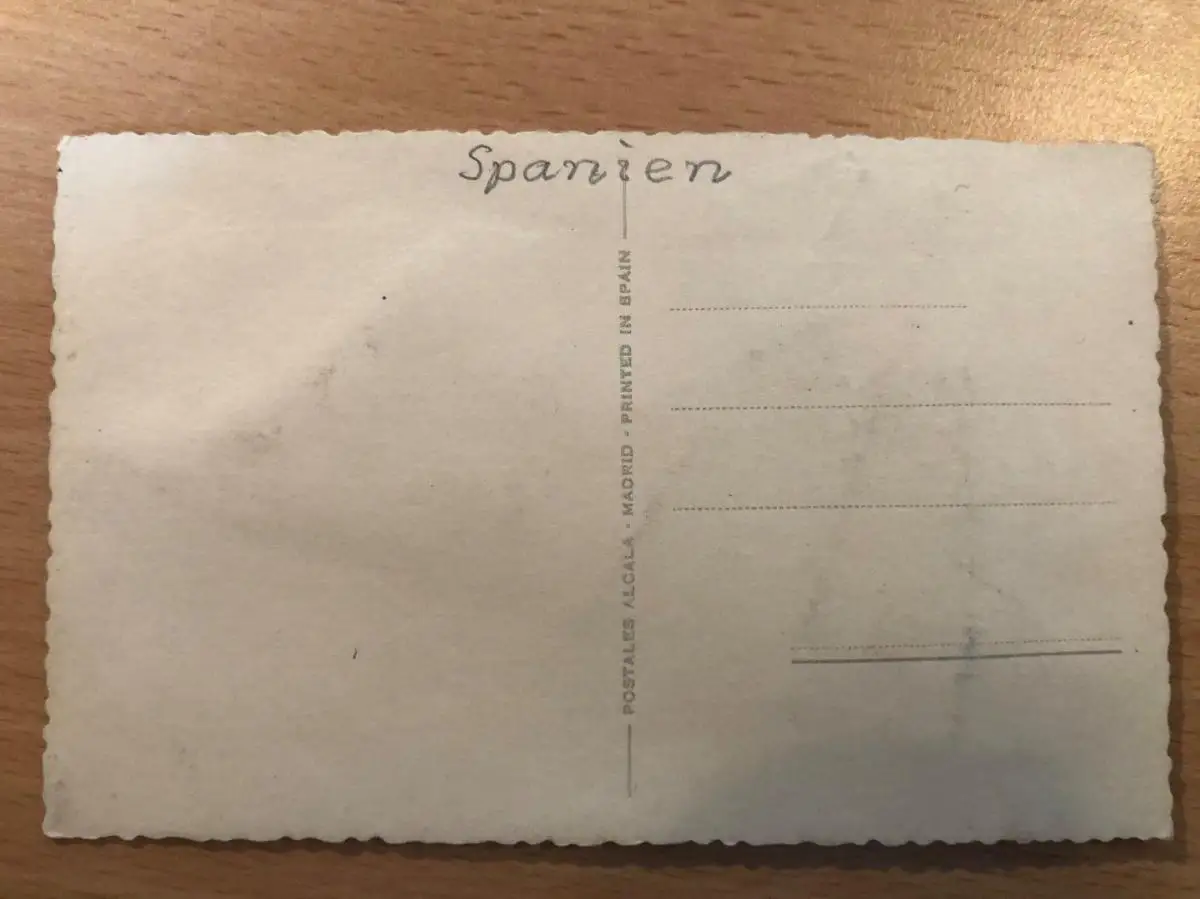 Spanien
POSTALES ALCALA - MADRID - PRINTED IN SPAIN